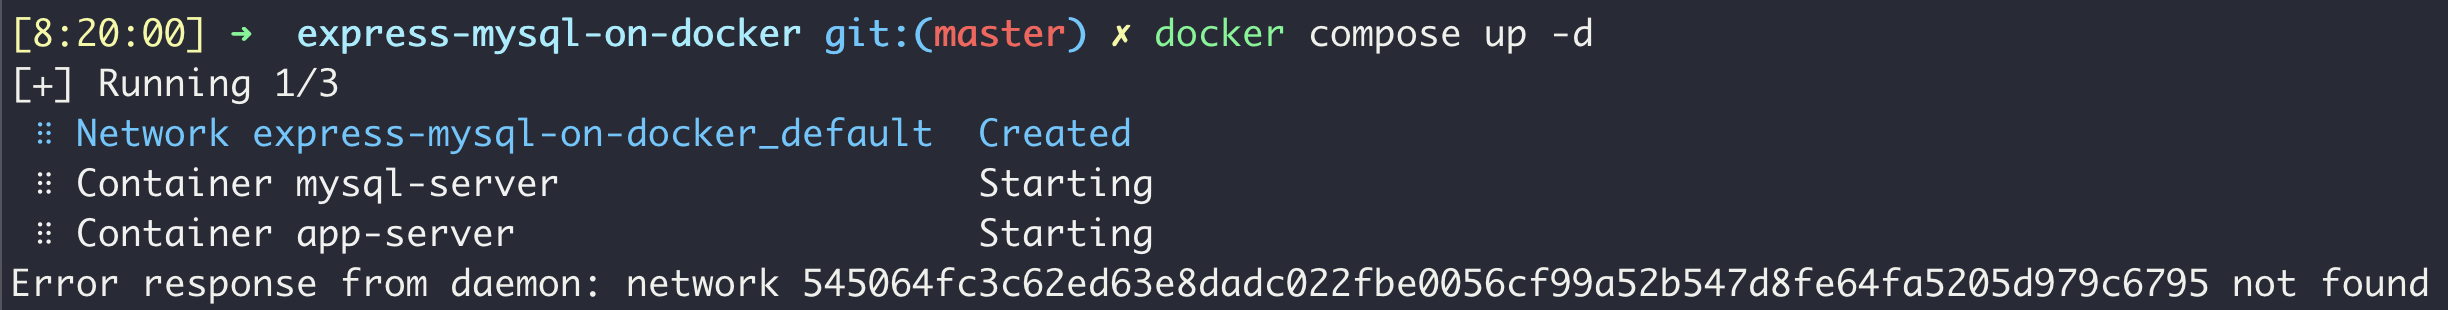 [8:20:00] ➜  express-mysql-on-docker git:(master) ✗ docker compose up -d
[+] Running 1/3
 ⠿ Network express-mysql-on-docker_default  Created
 ⠿ Container mysql-server                   Starting
 ⠿ Container app-server                     Starting
Error response from daemon: network 545064fc3c62ed63e8dadc022fbe0056cf99a52b547d8fe64fa5205d979c6795 not found